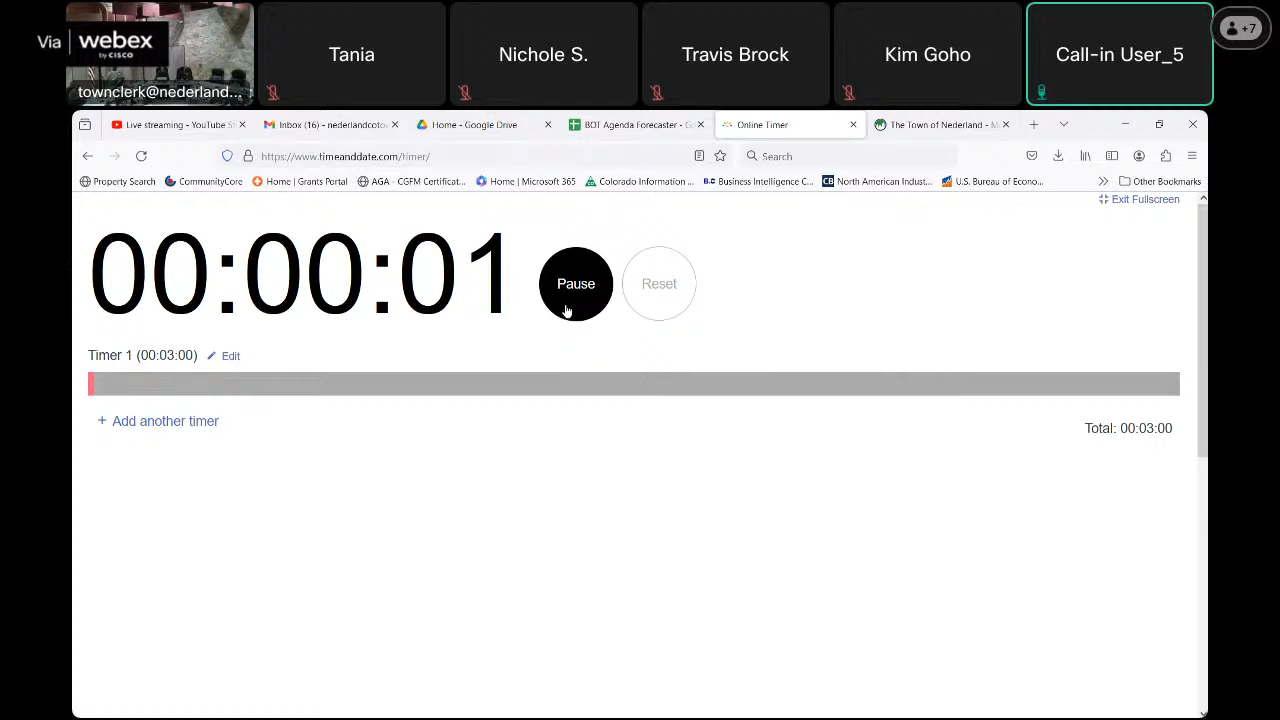 Via webex
by CISCO
townclerk@nederland...
Tania
Nichole S.
Travis Brock
Kim Goho
Call-in User_5
+7
Live streaming - YouTube St
Inbox (16) - nederlandcotow
Home - Google Drive
BOT Agenda Forecaster - Go
Online Timer
The Town of Nederland - M
https://www.timeanddate.com/timer/
Search
Property Search
CommunityCore
Home | Grants Portal
AGA - CGFM Certificat...
Home | Microsoft 365
Colorado Information ...
Business Intelligence C...
North American Indust...
U.S. Bureau of Econo...
Other Bookmarks
Exit Fullscreen
00:00:01
Pause
Reset
Timer 1 (00:03:00)
Edit
+ Add another timer
Total: 00:03:00